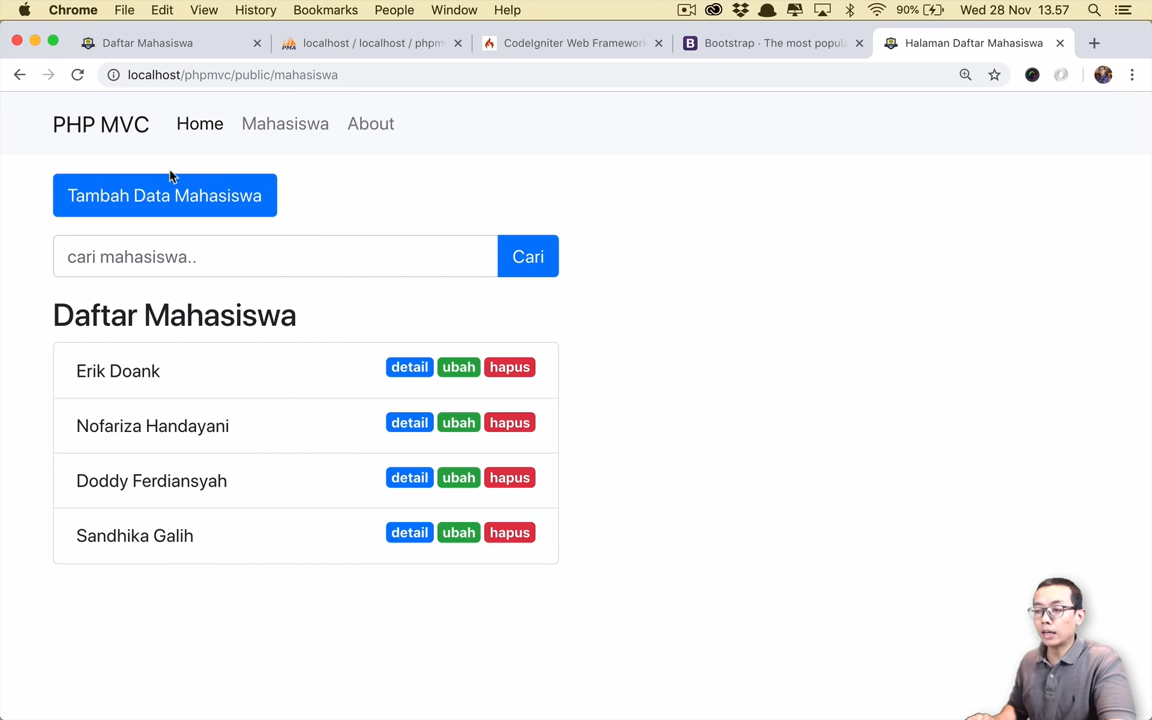 Chrome File Edit View History Bookmarks People Window Help 90% Wed 28 Nov 13.57
Daftar Mahasiswa localhost / localhost / phpm CodeIgniter Web Framework Bootstrap · The most popula Halaman Daftar Mahasiswa
localhost/phpmvc/public/mahasiswa
PHP MVC Home Mahasiswa About
Tambah Data Mahasiswa
cari mahasiswa.. Cari
Daftar Mahasiswa
Erik Doank detail ubah hapus
Nofariza Handayani detail ubah hapus
Doddy Ferdiansyah detail ubah hapus
Sandhika Galih detail ubah hapus